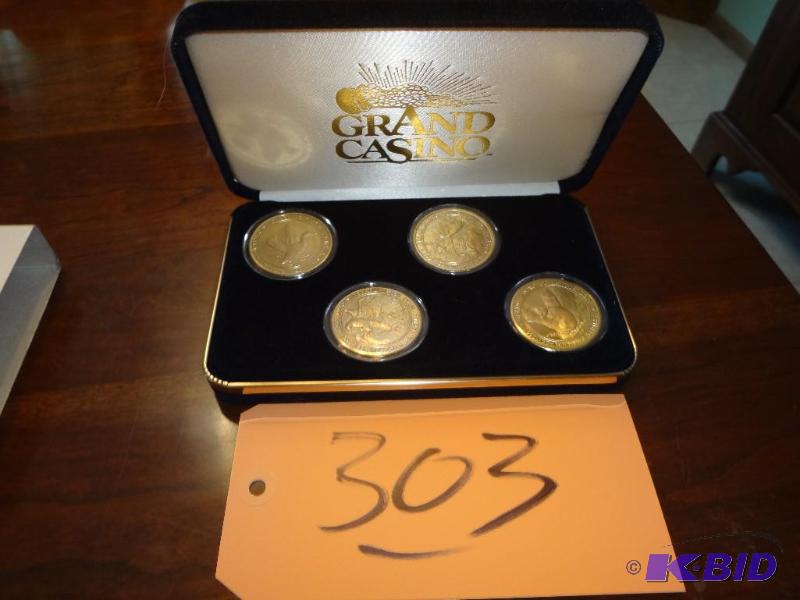 GRAND
CASINO
303
© K-BID